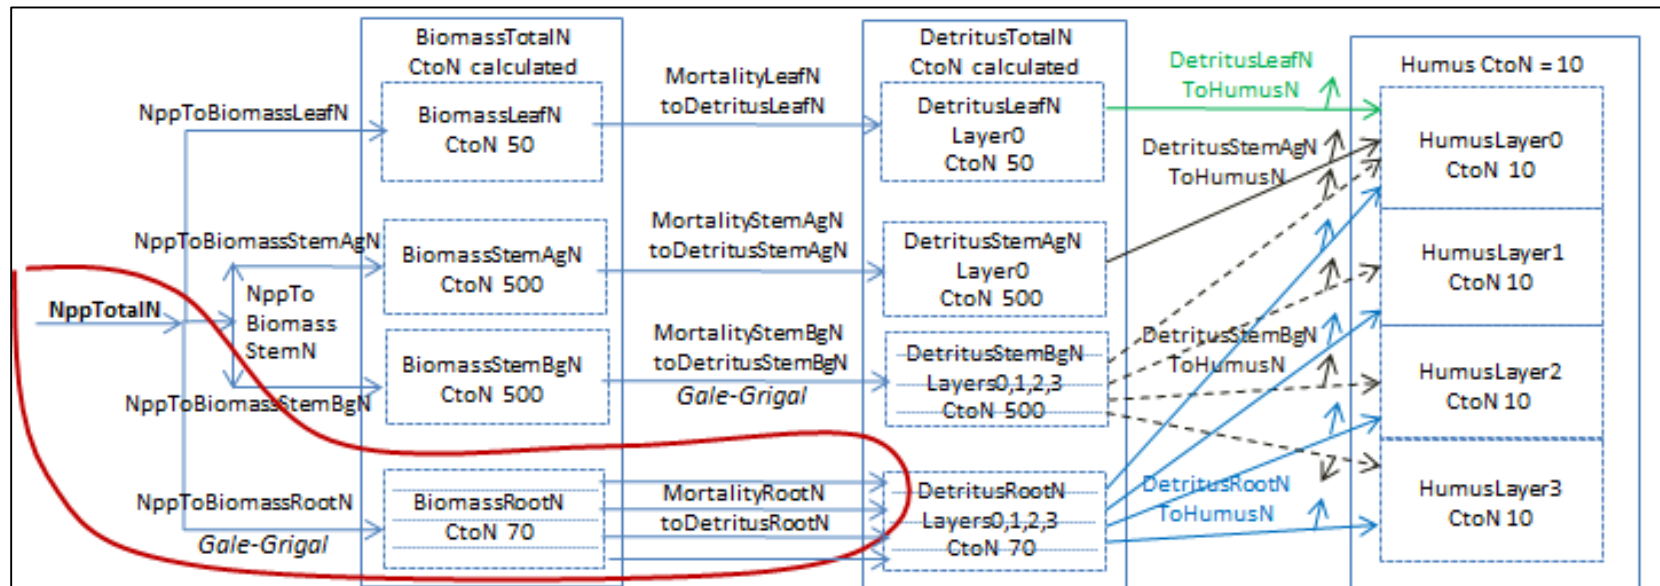 BiomassTotalN
CtoN calculated
DetritusTotalN
CtoN calculated
DetritusLeafN
ToHumusN
Humus CtoN = 10
NppToBiomassLeafN
BiomassLeafN
CtoN 50
MortalityLeafN
toDetritusLeafN
DetritusLeafN
Layer0
CtoN 50
DetritusStemAgN
ToHumusN
HumusLayer0
CtoN 10
NppToBiomassStemAgN
BiomassStemAgN
CtoN 500
MortalityStemAgN
toDetritusStemAgN
DetritusStemAgN
Layer0
CtoN 500
HumusLayer1
CtoN 10
NppTotalN
NppTo
Biomass
StemN
NppToBiomassStemBgN
BiomassStemBgN
CtoN 500
MortalityStemBgN
toDetritusStemBgN
Gale-Grigal
DetritusStemBgN
Layers0,1,2,3
CtoN 500
DetritusStemBgN
ToHumusN
HumusLayer2
CtoN 10
NppToBiomassRootN
Gale-Grigal
BiomassRootN
CtoN 70
MortalityRootN
toDetritusRootN
DetritusRootN
Layers0,1,2,3
CtoN 70
DetritusRootN
ToHumusN
HumusLayer3
CtoN 10